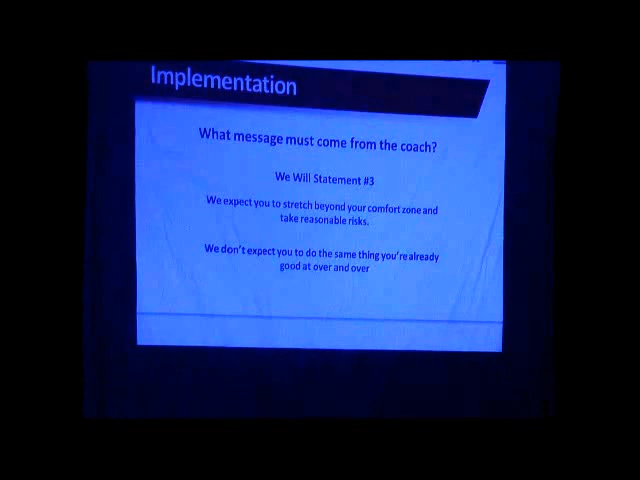 Implementation
What message must come from the coach?
We Will Statement #3
We expect you to stretch beyond your comfort zone and
take reasonable risks.
We don't expect you to do the same thing you're already
good at over and over